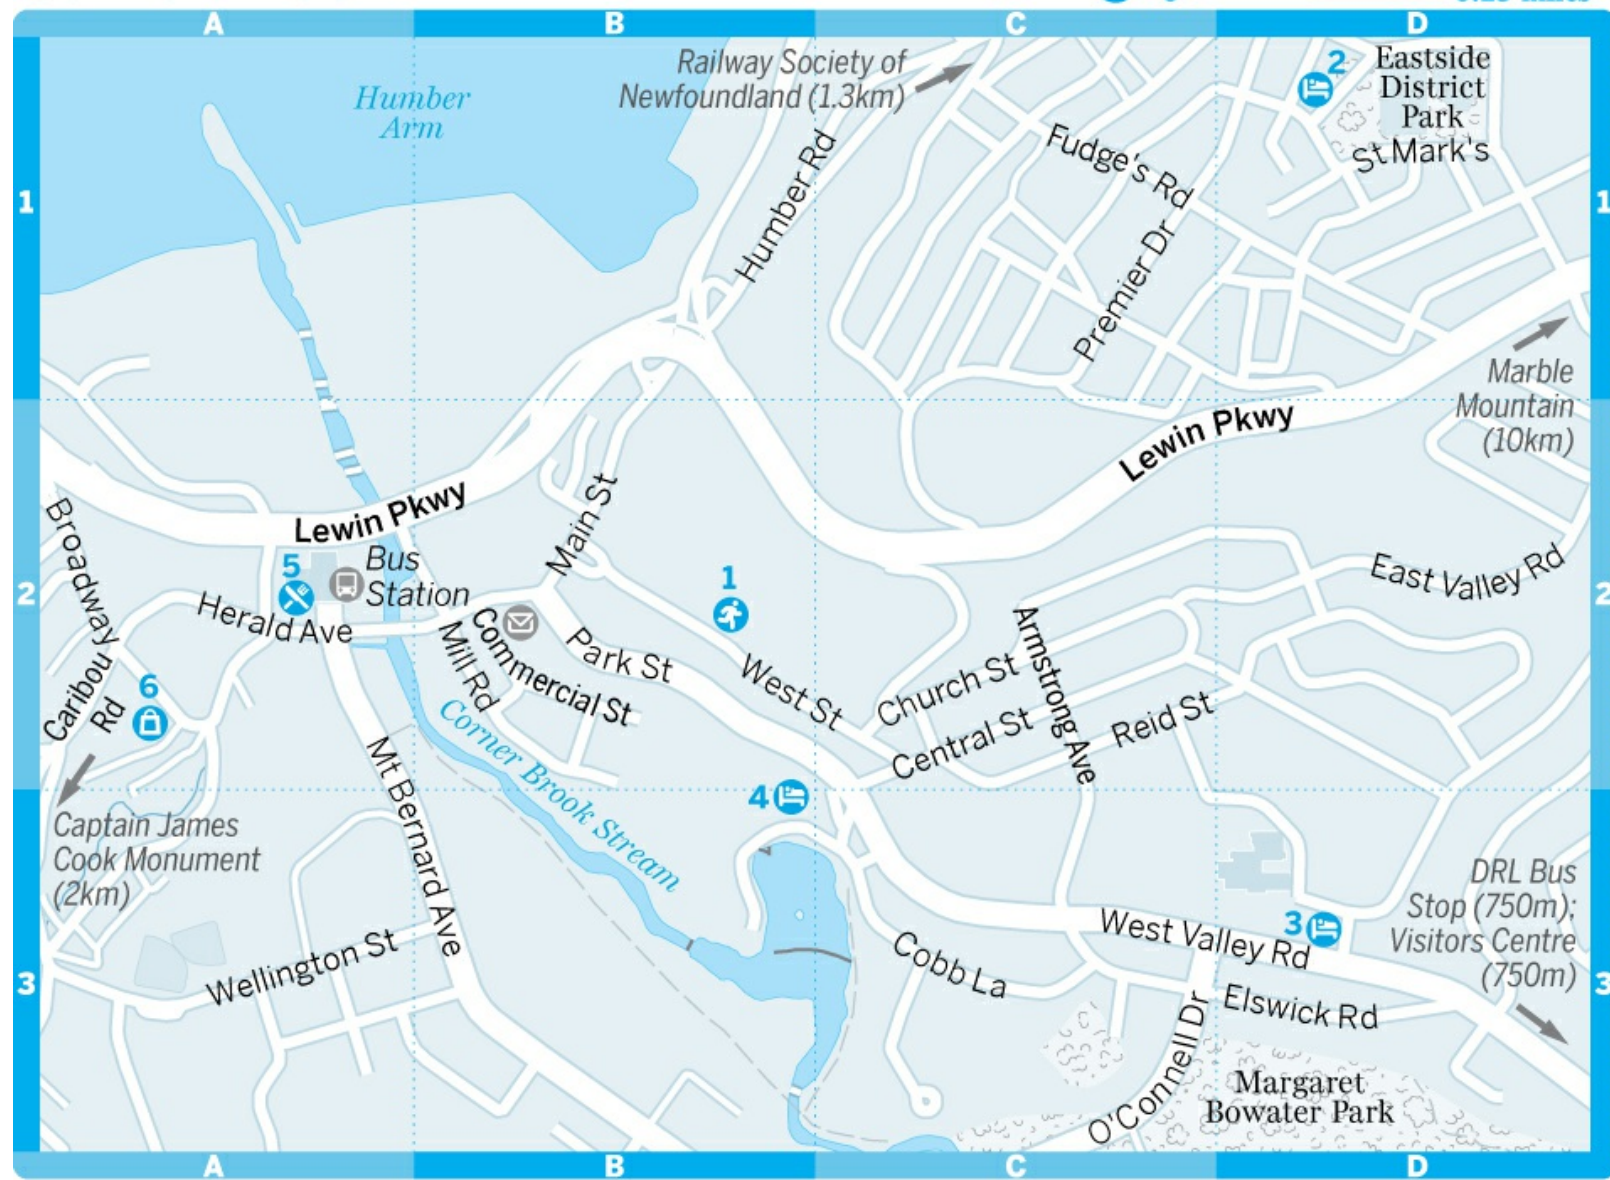 A B C D
Railway Society of
Newfoundland (1.3km)
Humber
Arm
2
Eastside
District
Park
St Mark's
Fudge's Rd
Humber Rd
Premier Dr
1
1
Marble
Mountain
(10km)
Lewin Pkwy
Lewin Pkwy
Main St
Broadway
Bus
Station
5
Herald Ave
1
East Valley Rd
2
2
Commercial St
Mill Rd
Park St
West St
Armstrong Ave
Church St
Central St
Reid St
Caribou
Rd
6
Corner Brook Stream
4
Mt Bernard Ave
Captain James
Cook Monument
(2km)
DRL Bus
Stop (750m);
Visitors Centre
(750m)
3
West Valley Rd
Cobb La
Wellington St
3
3
Elswick Rd
O'Connell Dr
Margaret
Bowater Park
A B C D